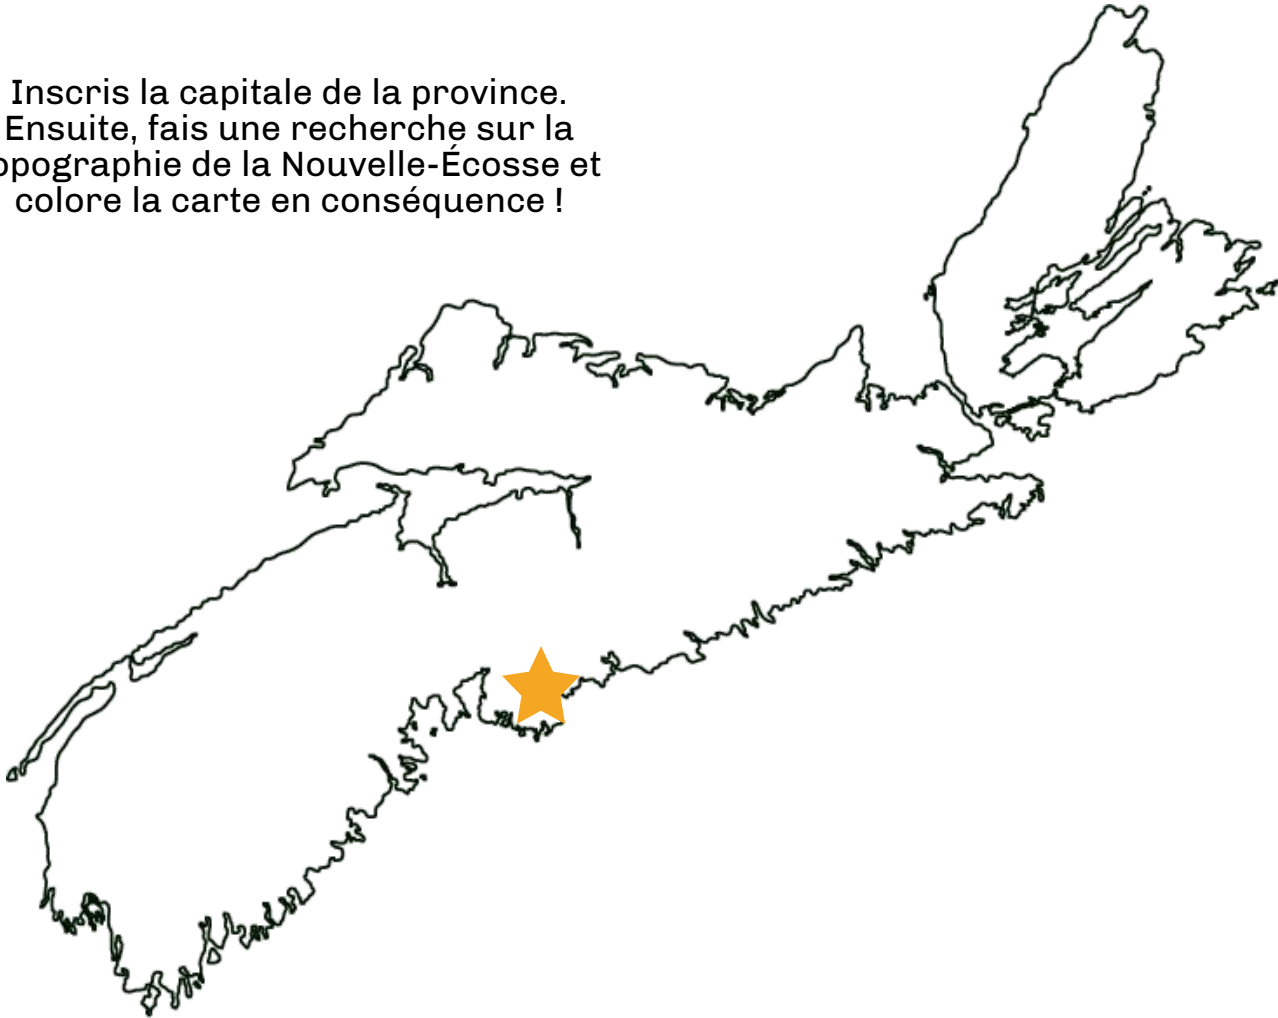 Inscris la capitale de la province.
Ensuite, fais une recherche sur la
opographie de la Nouvelle-Écosse et
colore la carte en conséquence !